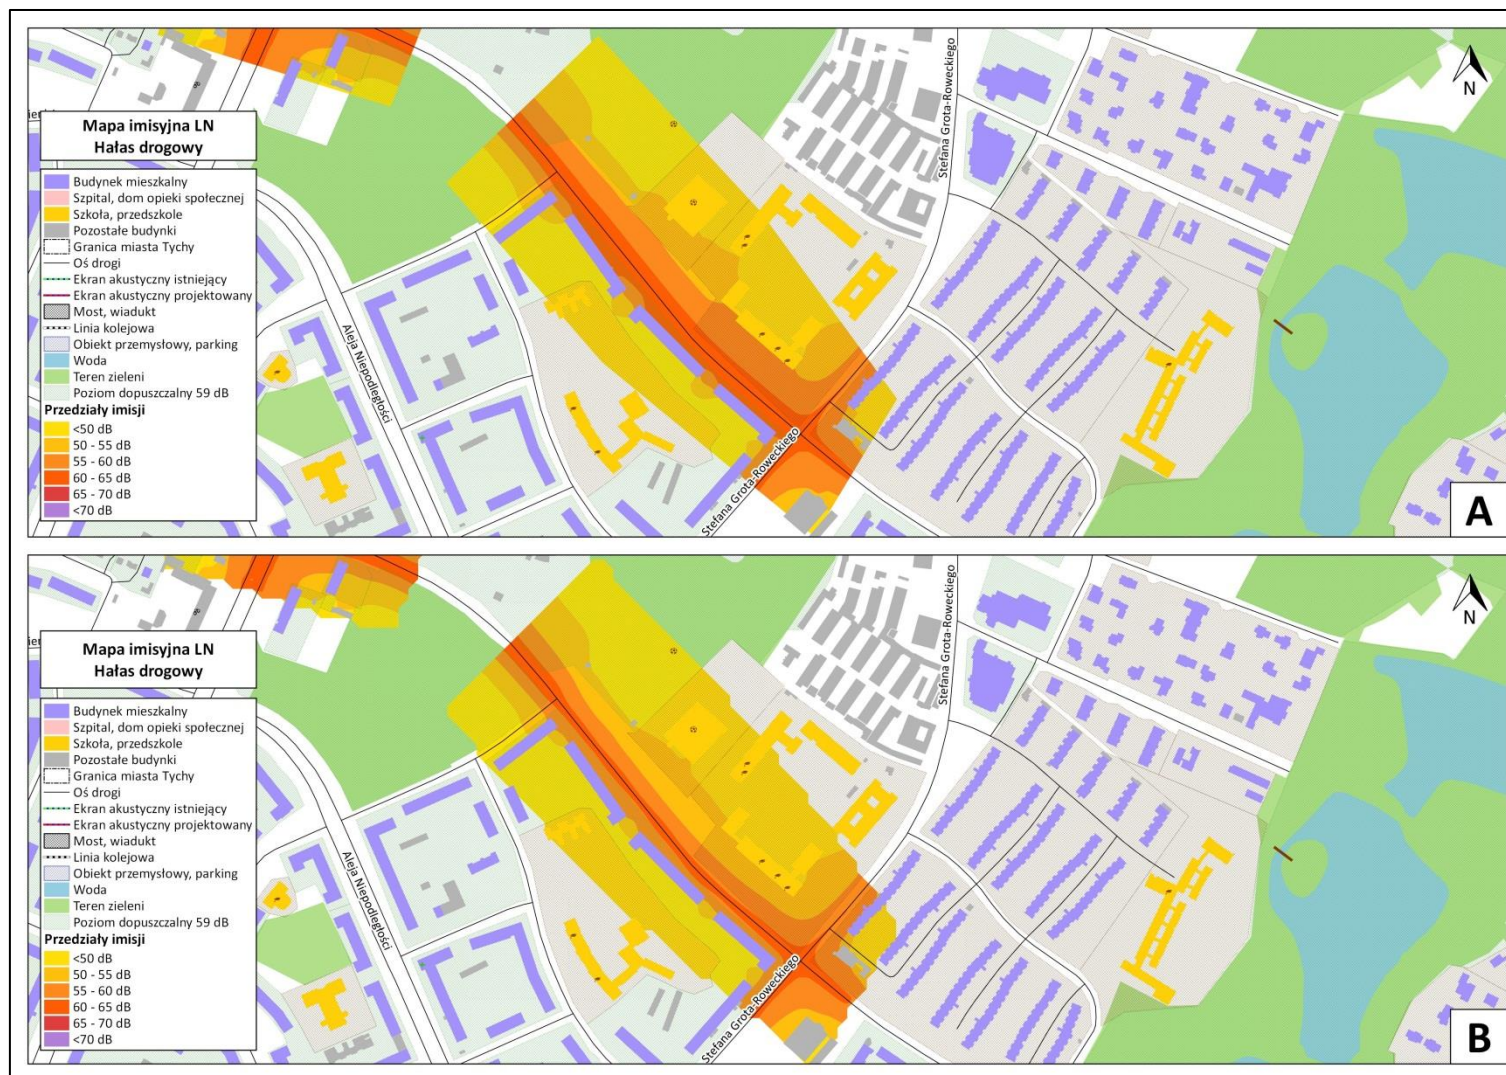 N
Stefana Grota-Roweckiego
Mapa imisyjna LN
Hałas drogowy
Budynek mieszkalny
Szpital, dom opieki społecznej
Szkoła, przedszkole
Pozostałe budynki
Granica miasta Tychy
Oś drogi
Ekran akustyczny istniejący
Ekran akustyczny projektowany
Most, wiadukt
Linia kolejowa
Obiekt przemysłowy, parking
Woda
Teren zieleni
Poziom dopuszczalny 59 dB
Przedziały imisji
<50 dB
50 - 55 dB
55 - 60 dB
60 - 65 dB
65 - 70 dB
<70 dB
Aleja Niepodległości
Stefana Grota-Roweckiego
A
N
Stefana Grota-Roweckiego
Mapa imisyjna LN
Hałas drogowy
Budynek mieszkalny
Szpital, dom opieki społecznej
Szkoła, przedszkole
Pozostałe budynki
Granica miasta Tychy
Oś drogi
Ekran akustyczny istniejący
Ekran akustyczny projektowany
Most, wiadukt
Linia kolejowa
Obiekt przemysłowy, parking
Woda
Teren zieleni
Poziom dopuszczalny 59 dB
Przedziały imisji
<50 dB
50 - 55 dB
55 - 60 dB
60 - 65 dB
65 - 70 dB
<70 dB
Aleja Niepodległości
Stefana Grota-Roweckiego
B